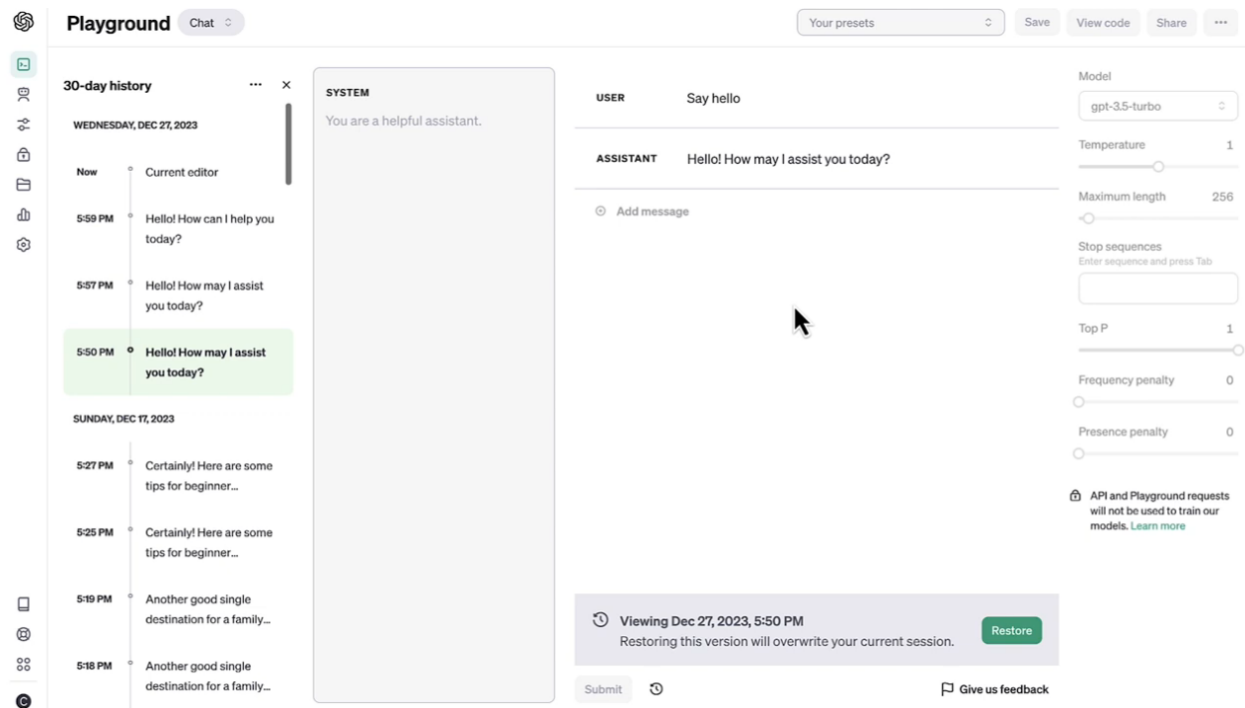 Playground
Chat
Your presets
Save
View code
Share
30-day history
WEDNESDAY, DEC 27, 2023
Now
Current editor
5:59 PM
Hello! How can I help you
today?
5:57 PM
Hello! How may I assist
you today?
5:50 PM
Hello! How may I assist
you today?
SUNDAY, DEC 17, 2023
5:27 PM
Certainly! Here are some
tips for beginner...
5:25 PM
Certainly! Here are some
tips for beginner...
5:19 PM
Another good single
destination for a family...
5:18 PM
Another good single
destination for a family...
SYSTEM
You are a helpful assistant.
USER
Say hello
ASSISTANT
Hello! How may I assist you today?
Add message
Viewing Dec 27, 2023, 5:50 PM
Restoring this version will overwrite your current session.
Restore
Submit
Give us feedback
Model
gpt-3.5-turbo
Temperature
1
Maximum length
256
Stop sequences
Enter sequence and press Tab
Top P
1
Frequency penalty
0
Presence penalty
0
API and Playground requests
will not be used to train our
models. Learn more
C